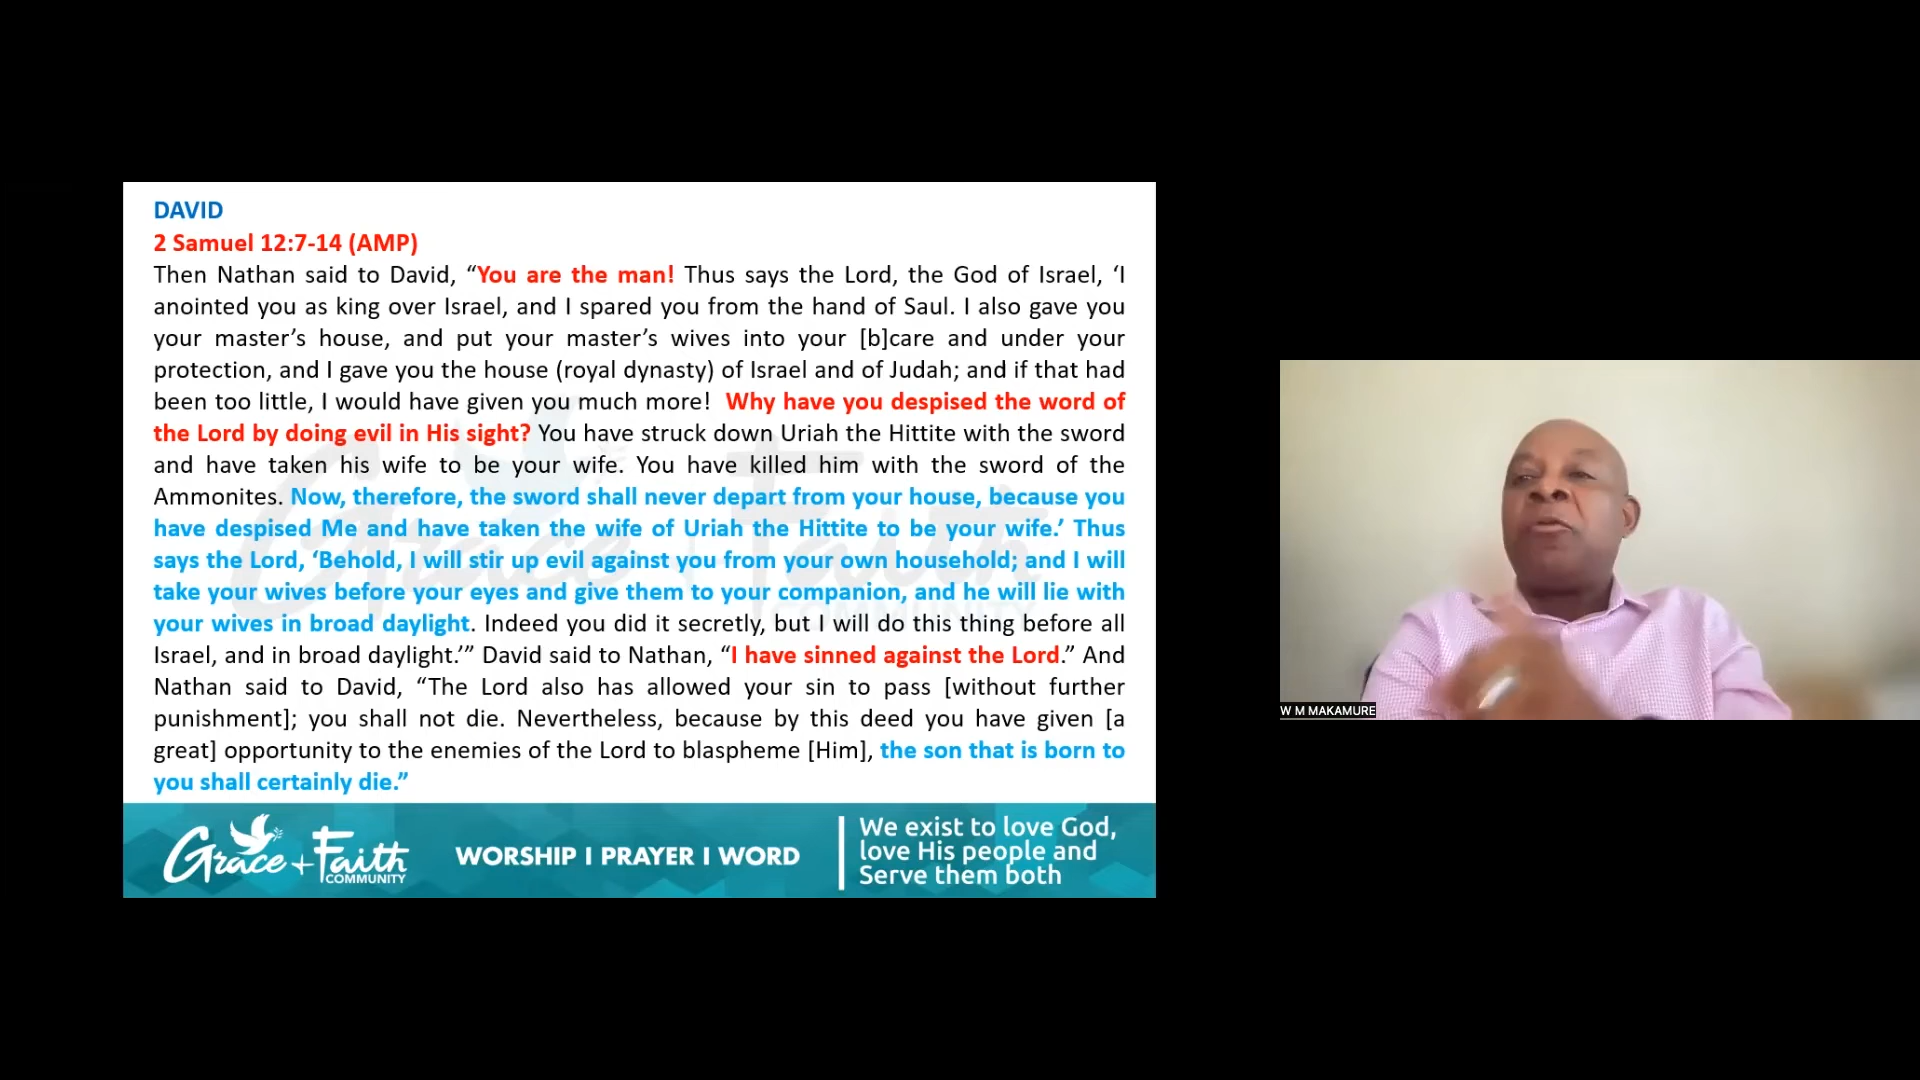 DAVID
2 Samuel 12:7-14 (AMP)
Then Nathan said to David, “You are the man! Thus says the Lord, the God of Israel, ‘I
anointed you as king over Israel, and I spared you from the hand of Saul. I also gave you
your master’s house, and put your master’s wives into your [b]care and under your
protection, and I gave you the house (royal dynasty) of Israel and of Judah; and if that had
been too little, I would have given you much more! Why have you despised the word of
the Lord by doing evil in His sight? You have struck down Uriah the Hittite with the sword
and have taken his wife to be your wife. You have killed him with the sword of the
Ammonites. Now, therefore, the sword shall never depart from your house, because you
have despised Me and have taken the wife of Uriah the Hittite to be your wife.’ Thus
says the Lord, ‘Behold, I will stir up evil against you from your own household; and I will
take your wives before your eyes and give them to your companion, and he will lie with
your wives in broad daylight. Indeed you did it secretly, but I will do this thing before all
Israel, and in broad daylight.’” David said to Nathan, “I have sinned against the Lord.” And
Nathan said to David, “The Lord also has allowed your sin to pass [without further
punishment]; you shall not die. Nevertheless, because by this deed you have given [a
great] opportunity to the enemies of the Lord to blaspheme [Him], the son that is born to
you shall certainly die.”
Grace + Faith
COMMUNITY
WORSHIP I PRAYER I WORD
We exist to love God,
love His people and
Serve them both
W M MAKAMURE